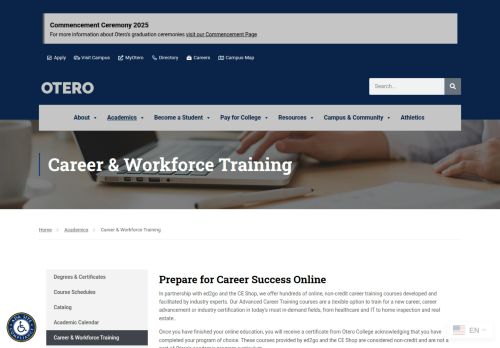 Commencement Ceremony 2025
For more information about Otero's graduation ceremonies visit our Commencement Page
Apply Visit Campus MyOtero Directory Careers Campus Map
OTERO
Search...
About Academics Become a Student Pay for College Resources Campus & Community Athletics
Career & Workforce Training
Home Academics Career & Workforce Training
Degrees & Certificates
Course Schedules
Catalog
Academic Calendar
Career & Workforce Training
Prepare for Career Success Online
In partnership with ed2go and the CE Shop, we offer hundreds of online, non-credit career training courses developed and
facilitated by industry experts. Our Advanced Career Training courses are a flexible option to train for a new career, career
advancement or industry certification in today's most in-demand fields, from healthcare and IT to home inspection and real
estate.
Once you have finished your online education, you will receive a certificate from Otero College acknowledging that you have
completed your program of choice. These courses provided by ed2go and the CE Shop are considered non-credit and are not a
EN